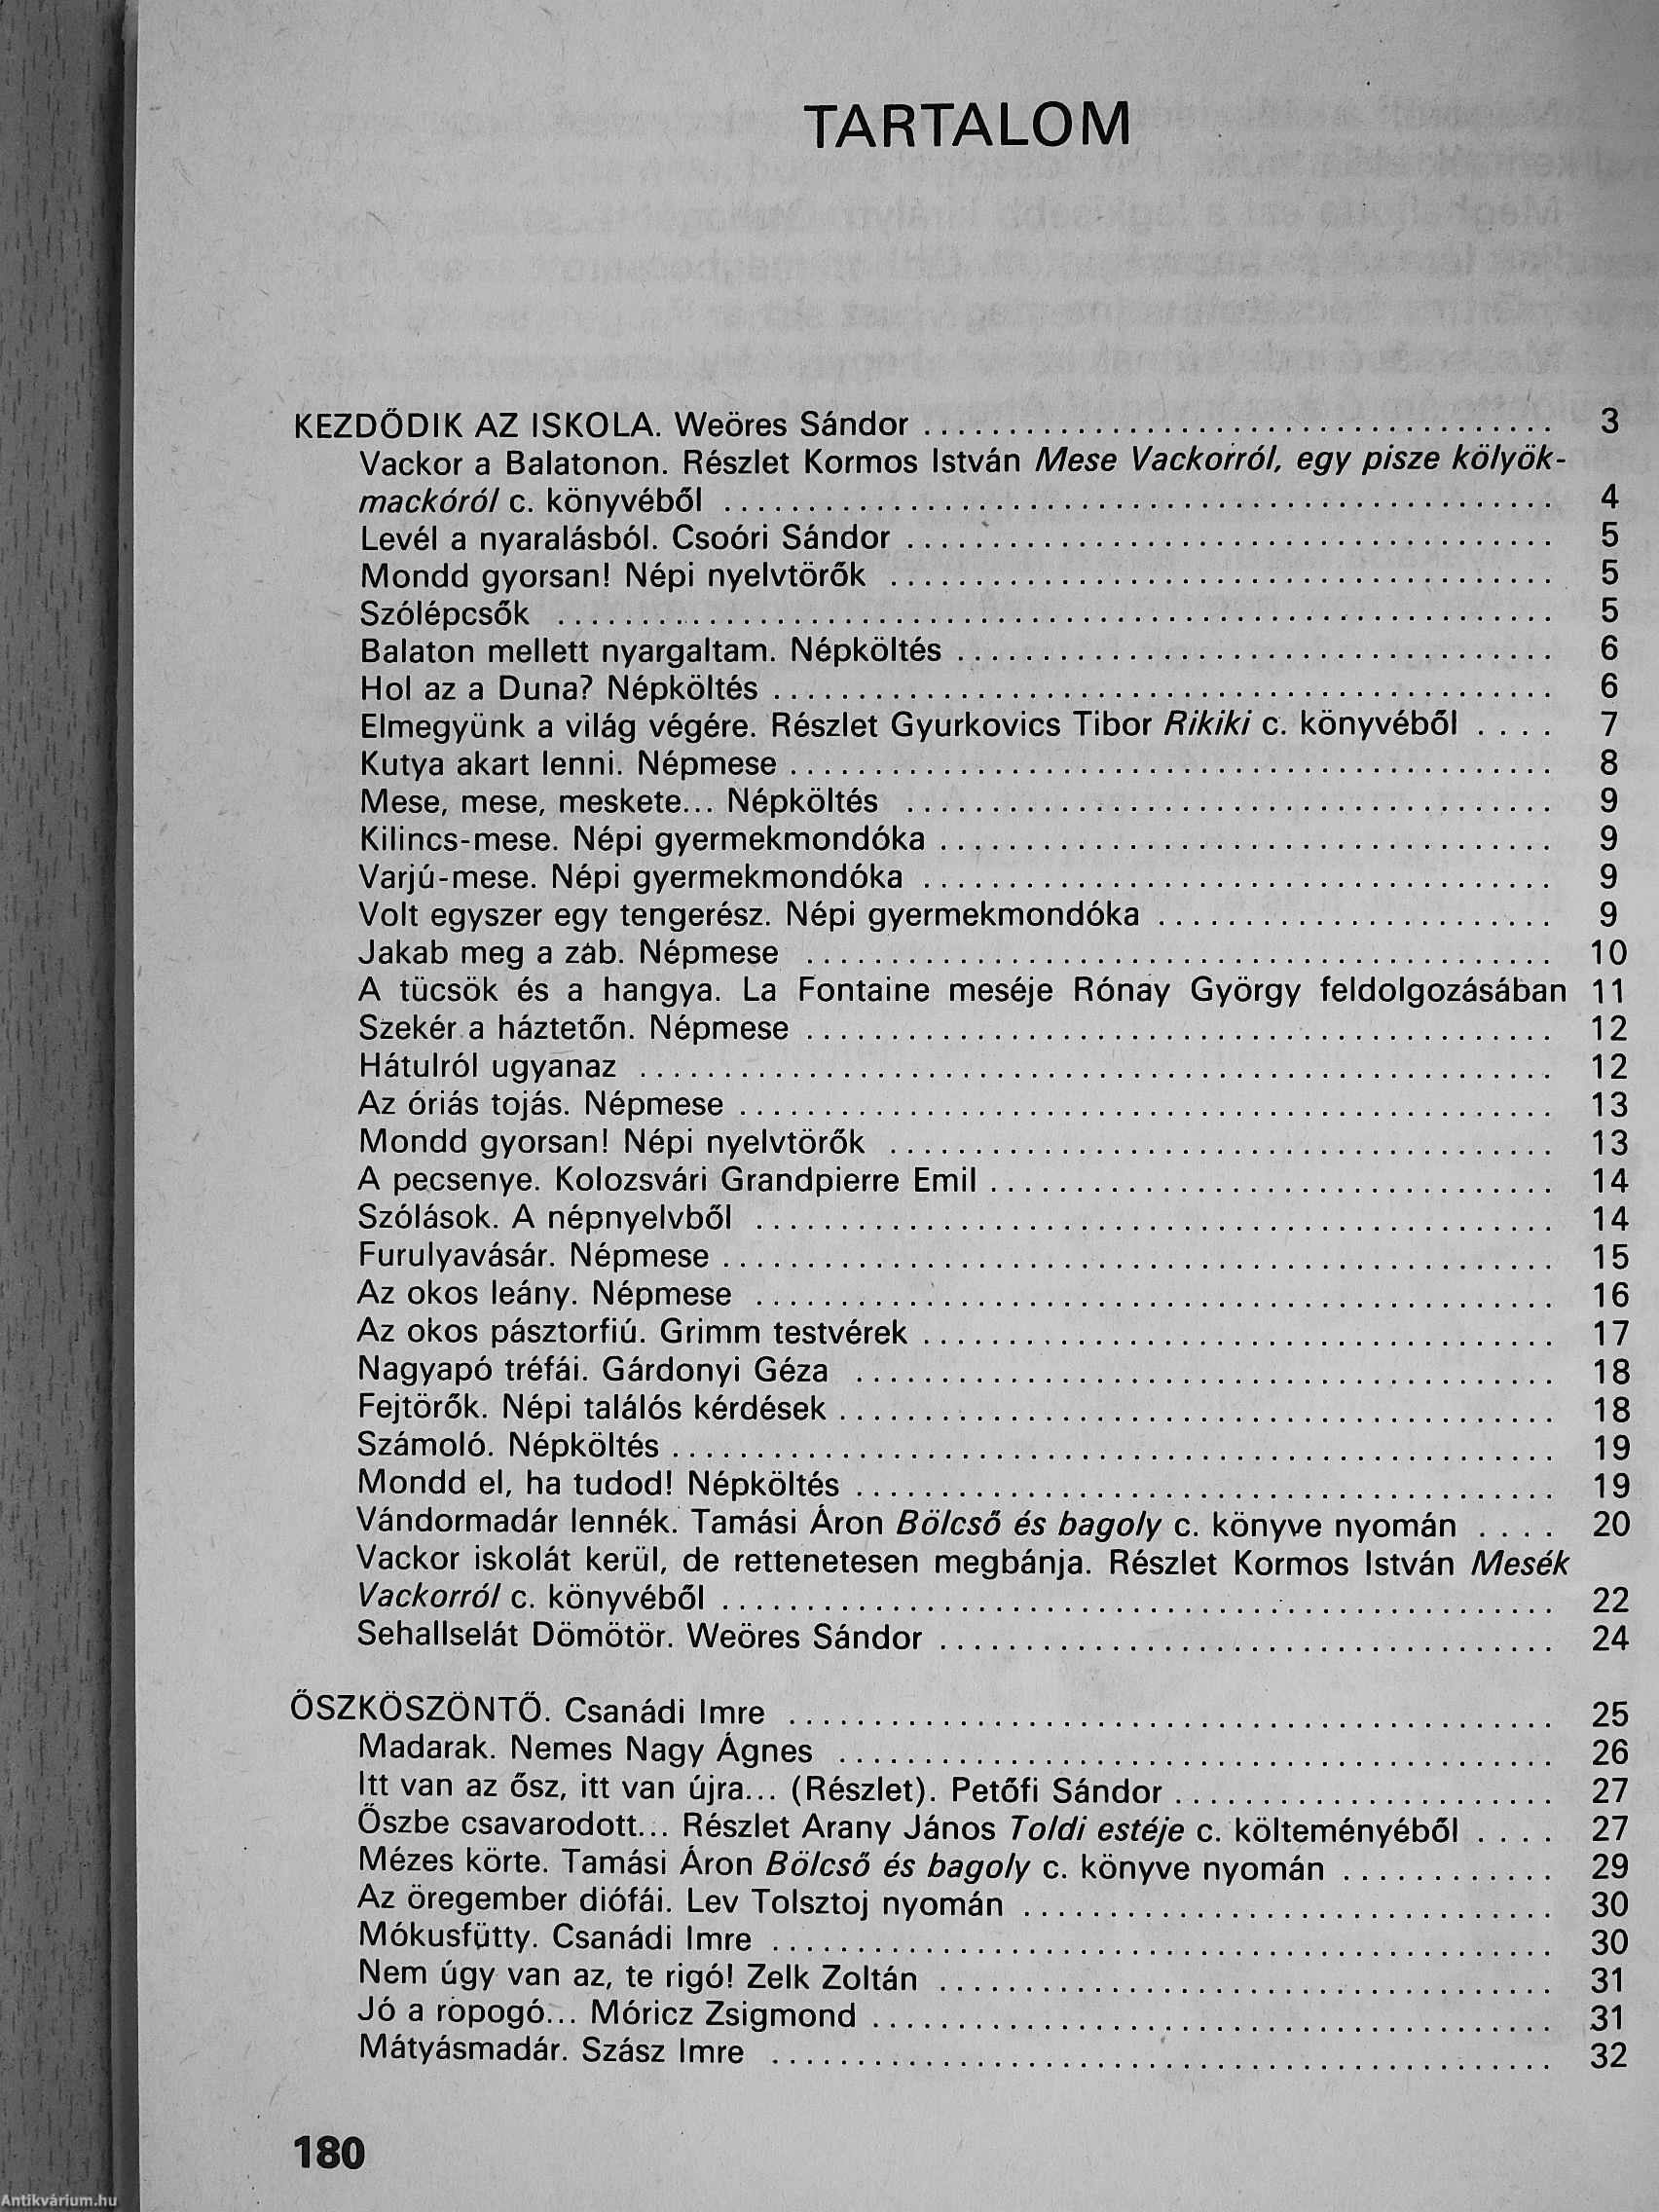 TARTALOM
KEZDŐDIK AZ ISKOLA. Weöres Sándor . . . . . . . . . . 3
Vackor a Balatonon. Részlet Kormos István Mese Vackorról, egy pisze kölyök-
mackóról c. könyvéből . . . . . . . . . . 4
Levél a nyaralásból. Csoóri Sándor . . . . . . . . . . 5
Mondd gyorsan! Népi nyelvtörők . . . . . . . . . . 5
Szólépcsők . . . . . . . . . . 5
Balaton mellett nyargaltam. Népköltés . . . . . . . . . . 6
Hol az a Duna? Népköltés . . . . . . . . . . 6
Elmegyünk a világ végére. Részlet Gyurkovics Tibor Rikiki c. könyvéből . . . . 7
Kutya akart lenni. Népmese . . . . . . . . . . 8
Mese, mese, meskete... Népköltés . . . . . . . . . . 9
Kilincs-mese. Népi gyermekmondóka . . . . . . . . . . 9
Varjú-mese. Népi gyermekmondóka . . . . . . . . . . 9
Volt egyszer egy tengerész. Népi gyermekmondóka . . . . . . . . . . 9
Jakab meg a zab. Népmese . . . . . . . . . . 10
A tücsök és a hangya. La Fontaine meséje Rónay György feldolgozásában 11
Szekér a háztetőn. Népmese . . . . . . . . . . 12
Hátulról ugyanaz . . . . . . . . . . 12
Az óriás tojás. Népmese . . . . . . . . . . 13
Mondd gyorsan! Népi nyelvtörők . . . . . . . . . . 13
A pecsenye. Kolozsvári Grandpierre Emil . . . . . . . . . . 14
Szólások. A népnyelvből . . . . . . . . . . 14
Furulyavásár. Népmese . . . . . . . . . . 15
Az okos leány. Népmese . . . . . . . . . . 16
Az okos pásztorfiú. Grimm testvérek . . . . . . . . . . 17
Nagyapó tréfái. Gárdonyi Géza . . . . . . . . . . 18
Fejtörők. Népi találós kérdések . . . . . . . . . . 18
Számoló. Népköltés . . . . . . . . . . 19
Mondd el, ha tudod! Népköltés . . . . . . . . . . 19
Vándormadár lennék. Tamási Áron Bölcső és bagoly c. könyve nyomán . . . . 20
Vackor iskolát kerül, de rettenetesen megbánja. Részlet Kormos István Mesék
Vackorról c. könyvéből . . . . . . . . . . 22
Sehallselát Dömötör. Weöres Sándor . . . . . . . . . . 24
ŐSZKÖSZÖNTŐ. Csanádi Imre . . . . . . . . . . 25
Madarak. Nemes Nagy Ágnes . . . . . . . . . . 26
Itt van az ősz, itt van újra... (Részlet). Petőfi Sándor . . . . . . . . . . 27
Őszbe csavarodott... Részlet Arany János Toldi estéje c. költeményéből . . . . 27
Mézes körte. Tamási Áron Bölcső és bagoly c. könyve nyomán . . . . . . . . . . 29
Az öregember diófái. Lev Tolsztoj nyomán . . . . . . . . . . 30
Mókusfütty. Csanádi Imre . . . . . . . . . . 30
Nem úgy van az, te rigó! Zelk Zoltán . . . . . . . . . . 31
Jó a ropogó... Móricz Zsigmond . . . . . . . . . . 31
Mátyásmadár. Szász Imre . . . . . . . . . . 32
180
Antikvárium.hu